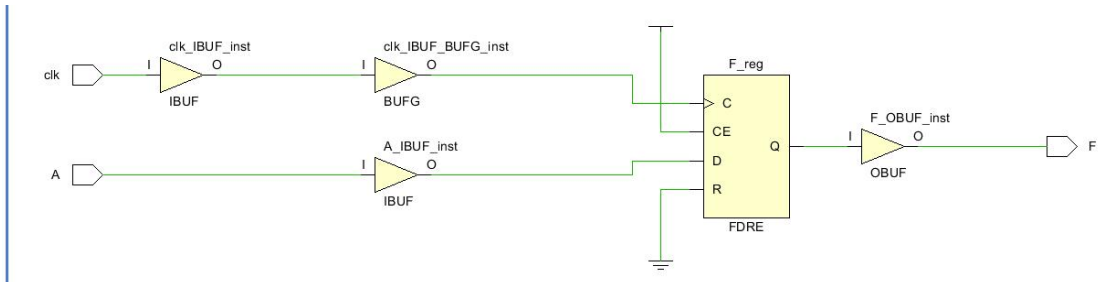 clk_IBUF_inst
clk_IBUF_BUFG_inst
clk
I
O
I
O
IBUF
BUFG
F_reg
C
CE
D
R
Q
FDRE
A_IBUF_inst
A
I
O
IBUF
F_OBUF_inst
I
O
F
OBUF